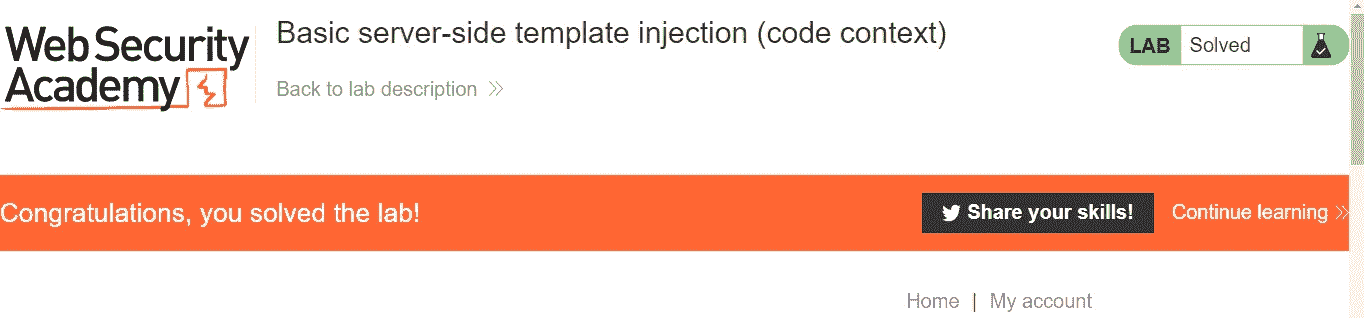 Web Security
Academy
Basic server-side template injection (code context)
Back to lab description
LAB Solved
Congratulations, you solved the lab!
Share your skills!
Continue learning
Home | My account